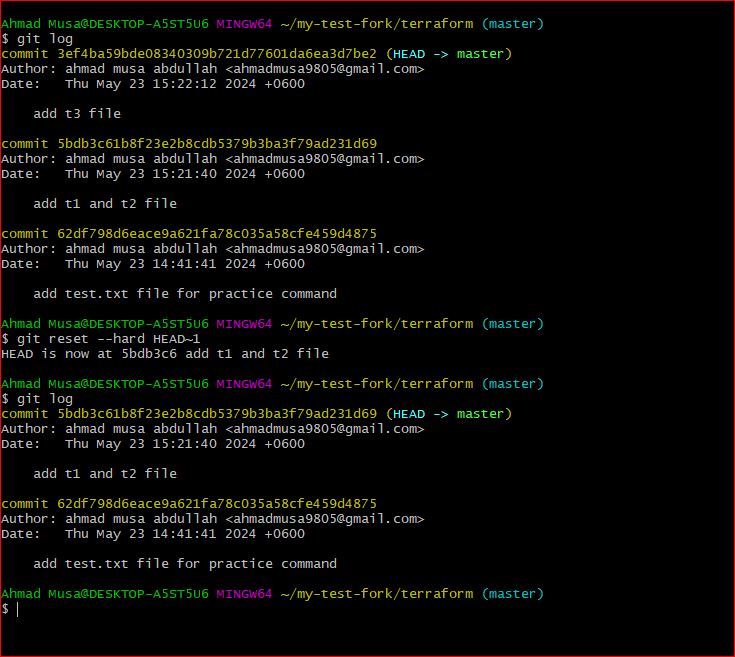 Ahmad Musa@DESKTOP-A5ST5U6 MINGW64 ~/my-test-fork/terraform (master)
$ git log
commit 3ef4ba59bde08340309b721d77601da6ea3d7be2 (HEAD -> master)
Author: ahmad musa abdullah <ahmadmusa9805@gmail.com>
Date:   Thu May 23 15:22:12 2024 +0600

    add t3 file

commit 5bdb3c61b8f23e2b8cdb5379b3ba3f79ad231d69
Author: ahmad musa abdullah <ahmadmusa9805@gmail.com>
Date:   Thu May 23 15:21:40 2024 +0600

    add t1 and t2 file

commit 62df798d6eace9a621fa78c035a58cfe459d4875
Author: ahmad musa abdullah <ahmadmusa9805@gmail.com>
Date:   Thu May 23 14:41:41 2024 +0600

    add test.txt file for practice command

Ahmad Musa@DESKTOP-A5ST5U6 MINGW64 ~/my-test-fork/terraform (master)
$ git reset --hard HEAD~1
HEAD is now at 5bdb3c6 add t1 and t2 file

Ahmad Musa@DESKTOP-A5ST5U6 MINGW64 ~/my-test-fork/terraform (master)
$ git log
commit 5bdb3c61b8f23e2b8cdb5379b3ba3f79ad231d69 (HEAD -> master)
Author: ahmad musa abdullah <ahmadmusa9805@gmail.com>
Date:   Thu May 23 15:21:40 2024 +0600

    add t1 and t2 file

commit 62df798d6eace9a621fa78c035a58cfe459d4875
Author: ahmad musa abdullah <ahmadmusa9805@gmail.com>
Date:   Thu May 23 14:41:41 2024 +0600

    add test.txt file for practice command

Ahmad Musa@DESKTOP-A5ST5U6 MINGW64 ~/my-test-fork/terraform (master)
$